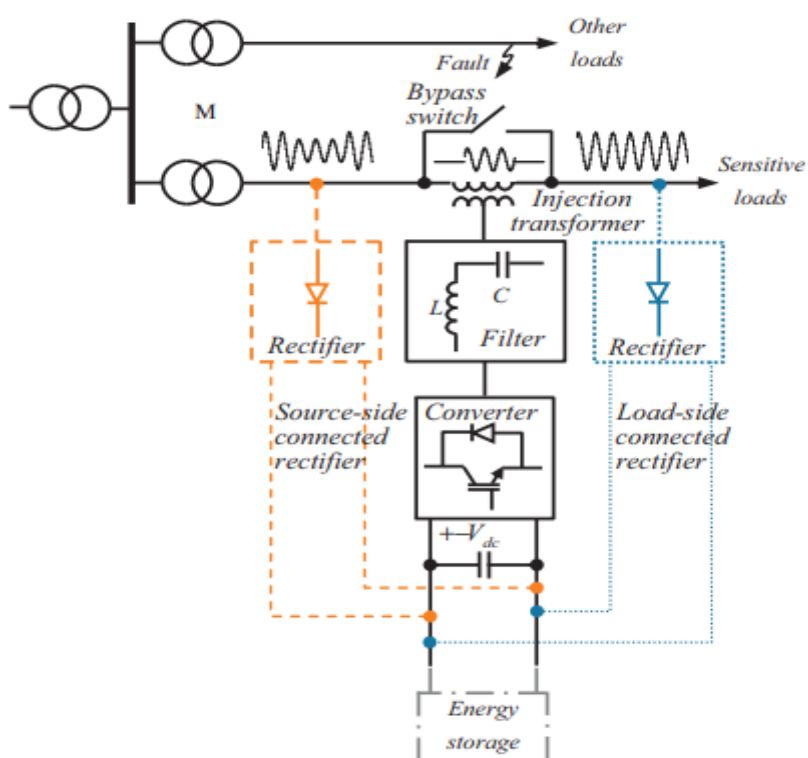 Other
loads
Fault
Bypass
switch
M
Sensitive
loads
Injection
transformer
L
C
Filter
Rectifier
Rectifier
Source-side
connected
rectifier
Converter
Load-side
connected
rectifier
+-Vdc
Energy
storage